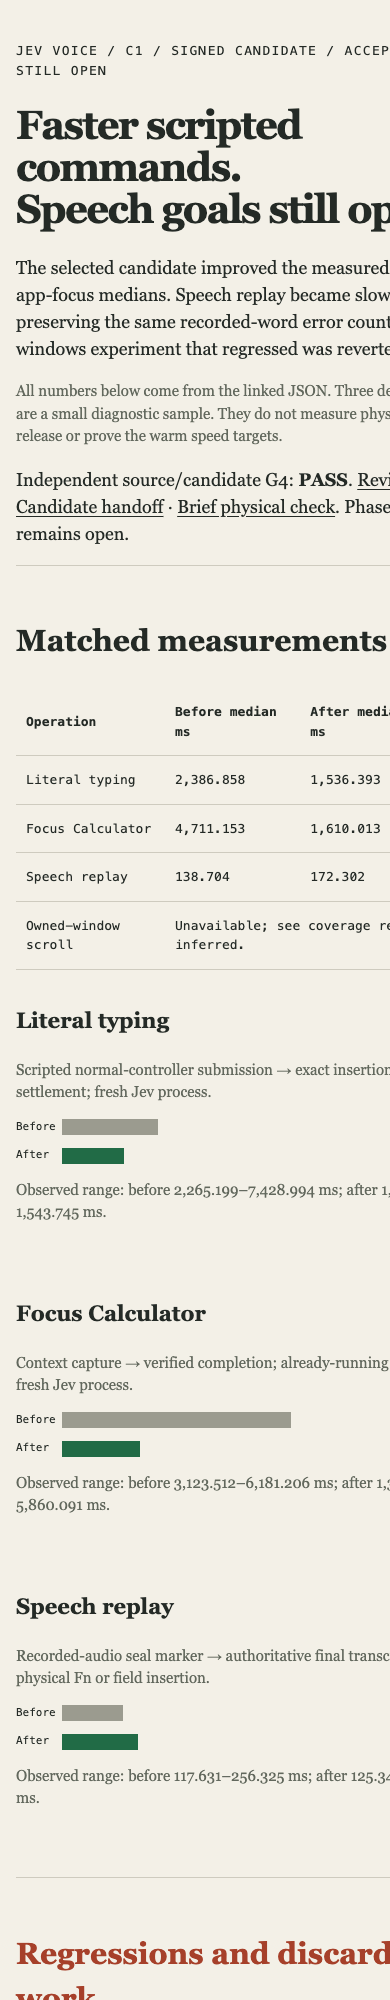 JEV VOICE / C1 / SIGNED CANDIDATE / ACCEP
STILL OPEN
Faster scripted
commands.
Speech goals still op
The selected candidate improved the measured
app-focus medians. Speech replay became slow
preserving the same recorded-word error count
windows experiment that regressed was reverte
All numbers below come from the linked JSON. Three de
are a small diagnostic sample. They do not measure phys
release or prove the warm speed targets.
Independent source/candidate G4: PASS. Revi
Candidate handoff · Brief physical check. Phase
remains open.
Matched measurements
Operation Before median ms After media ms
Literal typing 2,386.858 1,536.393
Focus Calculator 4,711.153 1,610.013
Speech replay 138.704 172.302
Owned-window scroll Unavailable; see coverage re inferred.
Literal typing
Scripted normal-controller submission → exact insertion
settlement; fresh Jev process.
Before
After
Observed range: before 2,265.199–7,428.994 ms; after 1,
1,543.745 ms.
Focus Calculator
Context capture → verified completion; already-running
fresh Jev process.
Before
After
Observed range: before 3,123.512–6,181.206 ms; after 1,3
5,860.091 ms.
Speech replay
Recorded-audio seal marker → authoritative final transc
physical Fn or field insertion.
Before
After
Observed range: before 117.631–256.325 ms; after 125.34
ms.
Regressions and discard
work